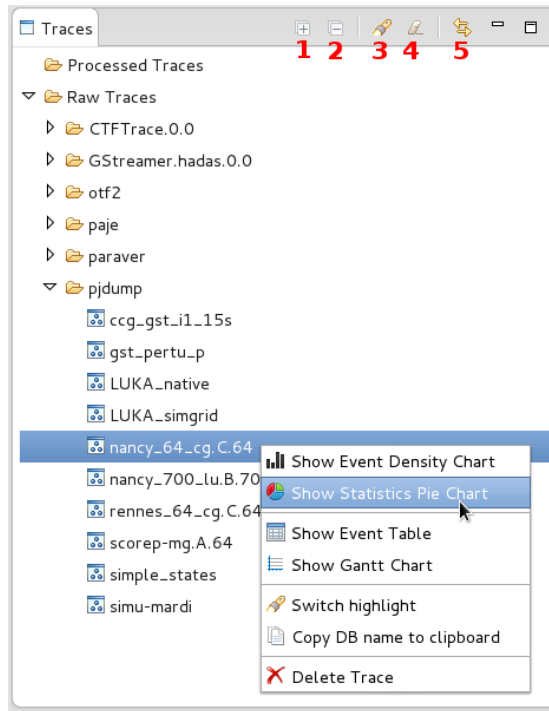 Traces
1 2 3 4 5
Processed Traces
Raw Traces
CTFTrace.0.0
GStreamer.hadas.0.0
otf2
paje
paraver
pjdump
ccg_gst_i1_15s
gst_pertu_p
LUKA_native
LUKA_simgrid
nancy_64_cg.C.64
nancy_700_lu.B.70
rennes_64_cg.C.64
scorep-mg.A.64
simple_states
simu-mardi
Show Event Density Chart
Show Statistics Pie Chart
Show Event Table
Show Gantt Chart
Switch highlight
Copy DB name to clipboard
Delete Trace